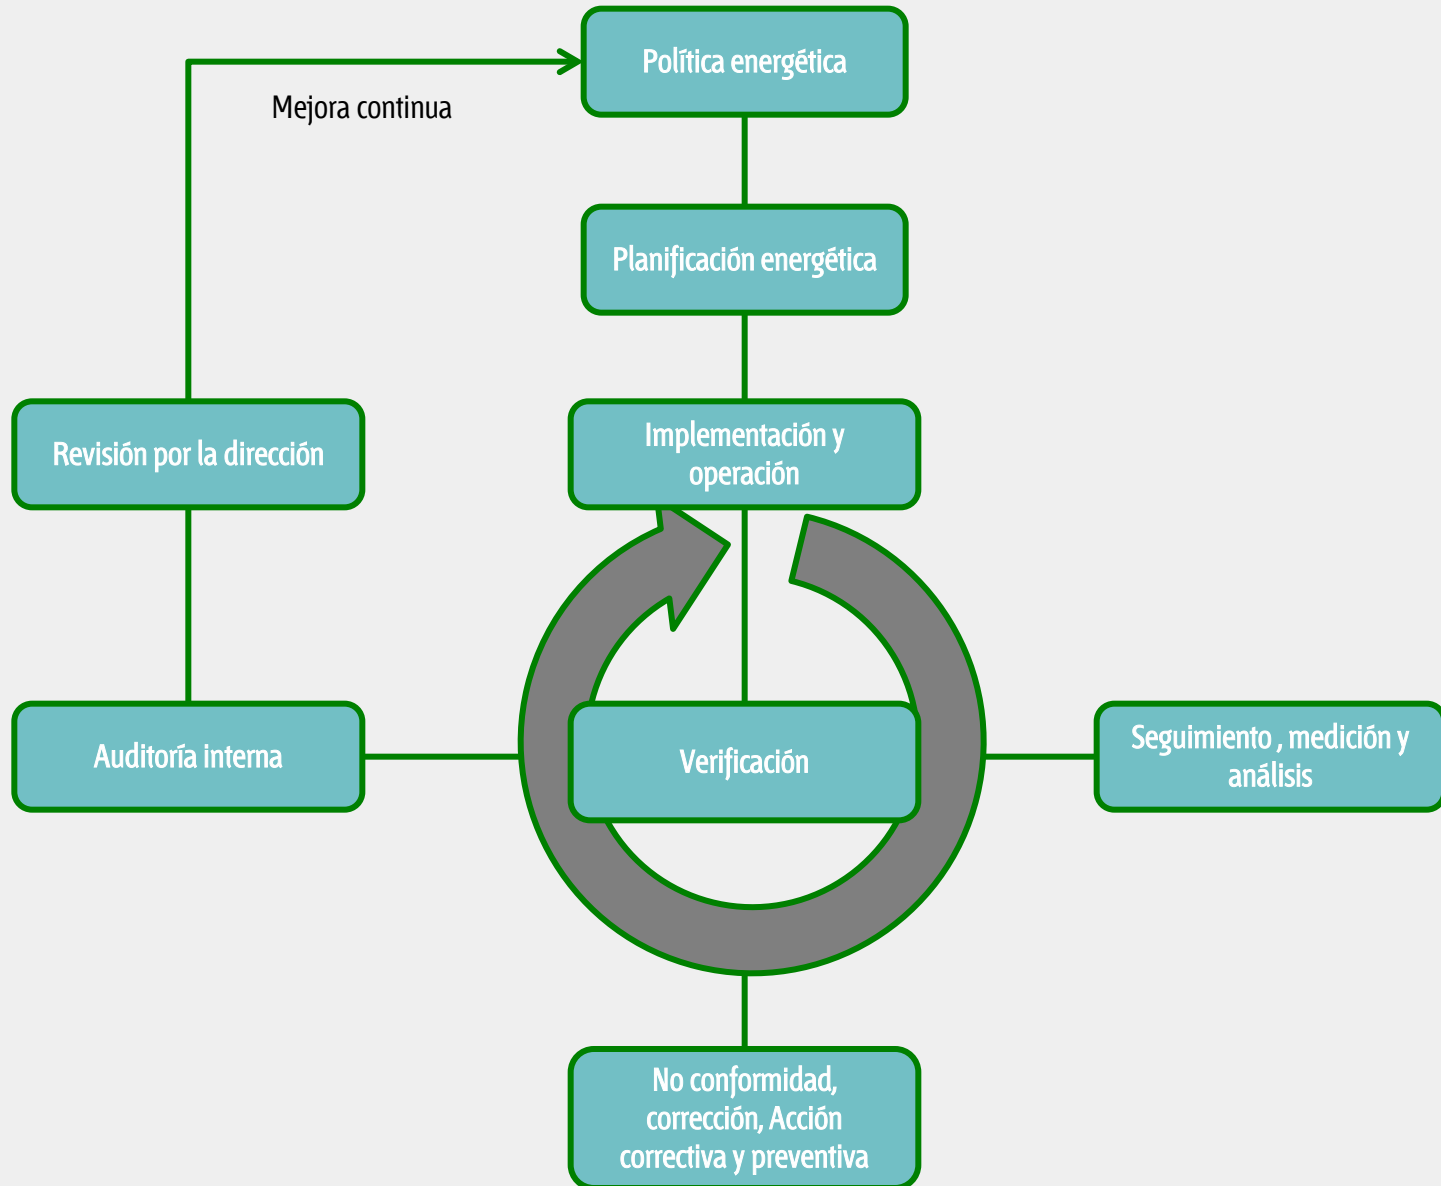 Política energética
Mejora continua
Planificación energética
Revisión por la dirección
Implementación y
operación
Auditoría interna
Verificación
Seguimiento , medición y
análisis
No conformidad,
corrección, Acción
correctiva y preventiva